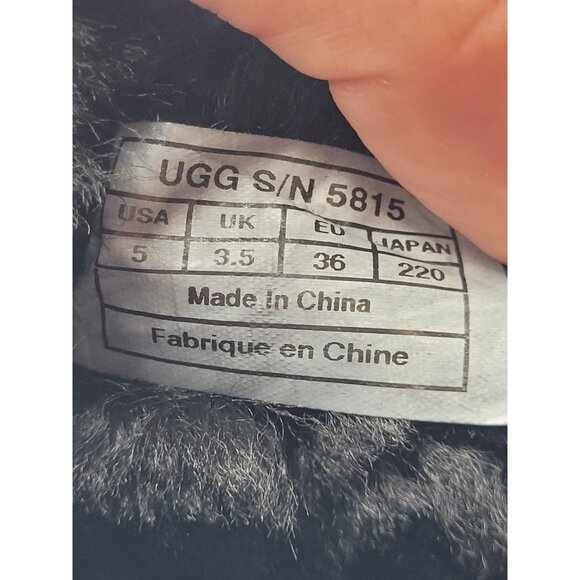 UGG S/N 5815
USA UK EU JAPAN
5 3.5 36 220
Made in China
Fabrique en Chine